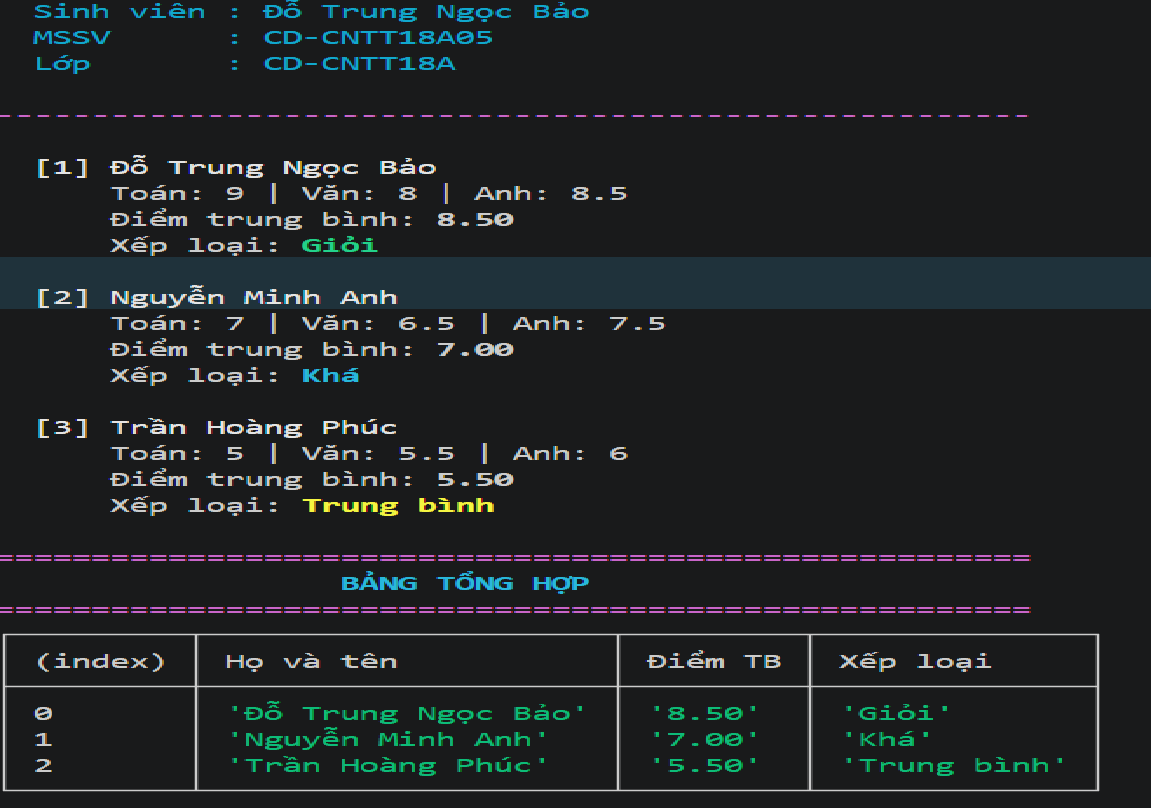 Sinh viên : Đỗ Trung Ngọc Bảo
MSSV : CD-CNTT18A05
Lớp : CD-CNTT18A
------------------------------------------------------
[1] Đỗ Trung Ngọc Bảo
Toán: 9 | Văn: 8 | Anh: 8.5
Điểm trung bình: 8.50
Xếp loại: Giỏi
[2] Nguyễn Minh Anh
Toán: 7 | Văn: 6.5 | Anh: 7.5
Điểm trung bình: 7.00
Xếp loại: Khá
[3] Trần Hoàng Phúc
Toán: 5 | Văn: 5.5 | Anh: 6
Điểm trung bình: 5.50
Xếp loại: Trung bình
======================================================
BẢNG TỔNG HỢP
======================================================
(index) Họ và tên Điểm TB Xếp loại
0 'Đỗ Trung Ngọc Bảo' '8.50' 'Giỏi'
1 'Nguyễn Minh Anh' '7.00' 'Khá'
2 'Trần Hoàng Phúc' '5.50' 'Trung bình'